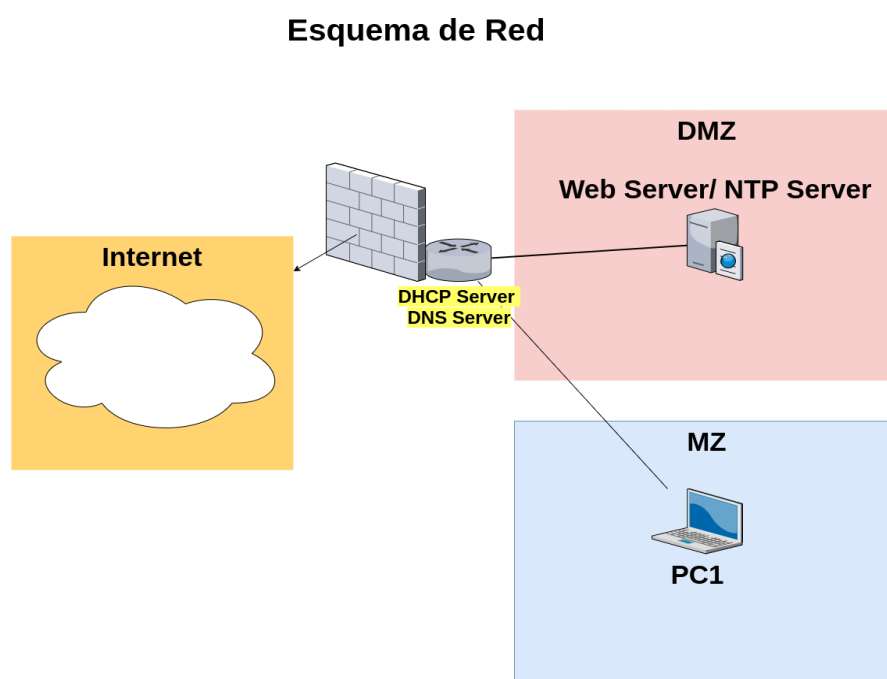 Esquema de Red
DMZ
Web Server/ NTP Server
Internet
DHCP Server
DNS Server
MZ
PC1